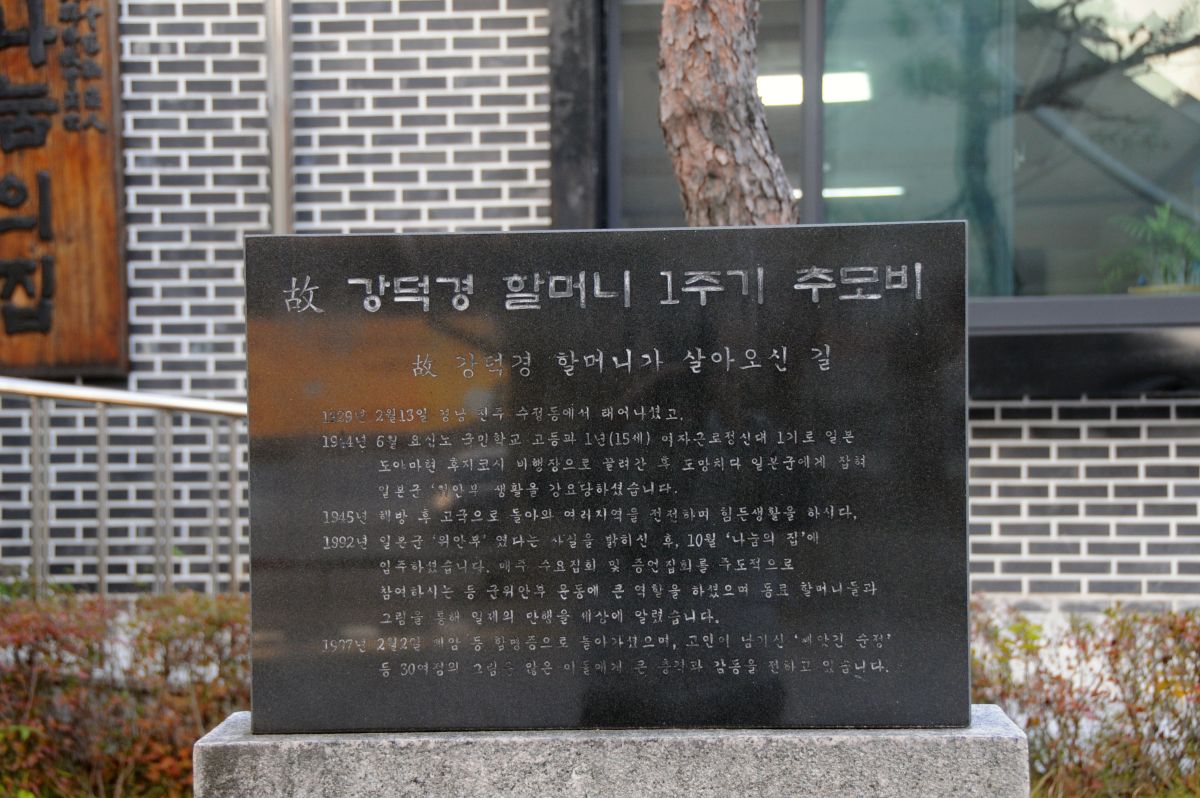 나눔의집
故 강덕경 할머니 1주기 추모비
故 강덕경 할머니가 살아오신 길
1929년 2월13일 경남 진주 수정동에서 태어나셨고,
1944년 6월 요시노 국민학교 고등과 1년(15세) 여자근로정신대 1기로 일본
도야마현 후지코시 비행장으로 끌려간 후 도망치다 일본군에게 잡혀
일본군 '위안부' 생활을 강요당하셨습니다.
1945년 해방 후 고국으로 돌아와 여러지역을 전전하며 힘든생활을 하시다,
1992년 일본군 '위안부' 였다는 사실을 밝히신 후, 10월 '나눔의 집'에
입주하셨습니다. 매주 수요집회 및 증언집회를 주도적으로
참여하시는 등 군위안부 운동에 큰 역할을 하셨으며 동료 할머니들과
그림을 통해 일제의 만행을 세상에 알렸습니다.
1977년 2월2일 폐암 등 합병증으로 돌아가셨으며, 고인이 남기신 '빼앗긴 순정'
등 30여점의 그림은 많은 이들에게 큰 충격과 감동을 전하고 있습니다.